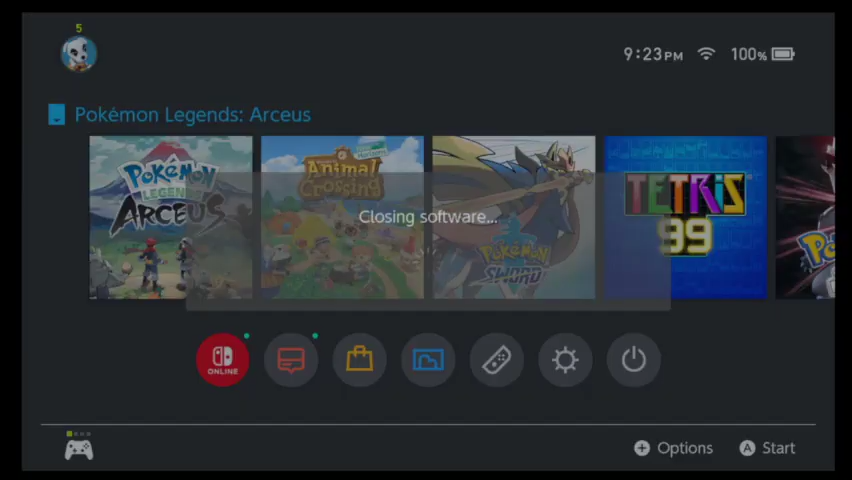 5
9:23PM 100%
Pokémon Legends: Arceus
Pokémon
LEGENDS
ARCEUS
Animal
Crossing
Horizons
Pokémon
SWORD
TETRIS
99
Closing software...
ONLINE
Options
A Start